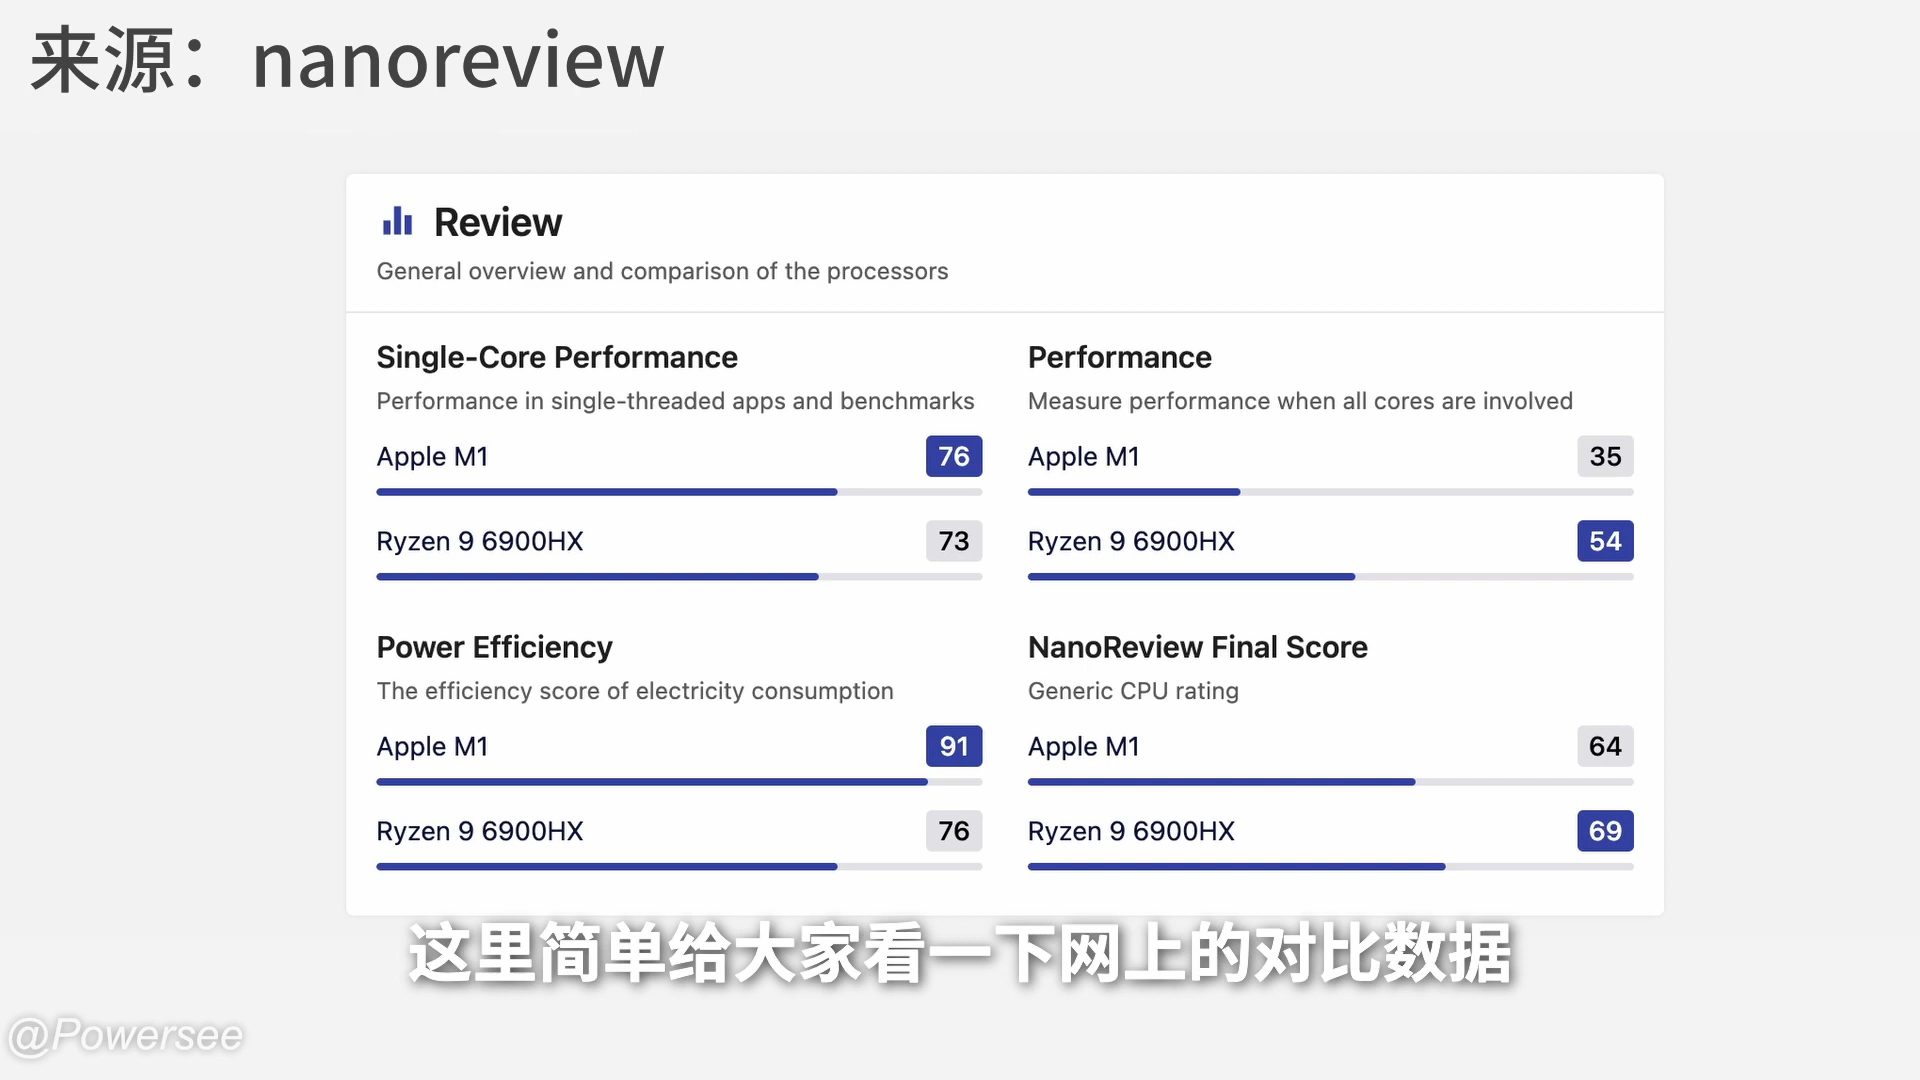 来源：nanoreview
Review
General overview and comparison of the processors
Single-Core Performance
Performance in single-threaded apps and benchmarks
Apple M1 76
Ryzen 9 6900HX 73
Performance
Measure performance when all cores are involved
Apple M1 35
Ryzen 9 6900HX 54
Power Efficiency
The efficiency score of electricity consumption
Apple M1 91
Ryzen 9 6900HX 76
NanoReview Final Score
Generic CPU rating
Apple M1 64
Ryzen 9 6900HX 69
这里简单给大家看一下网上的对比数据
@Powersee